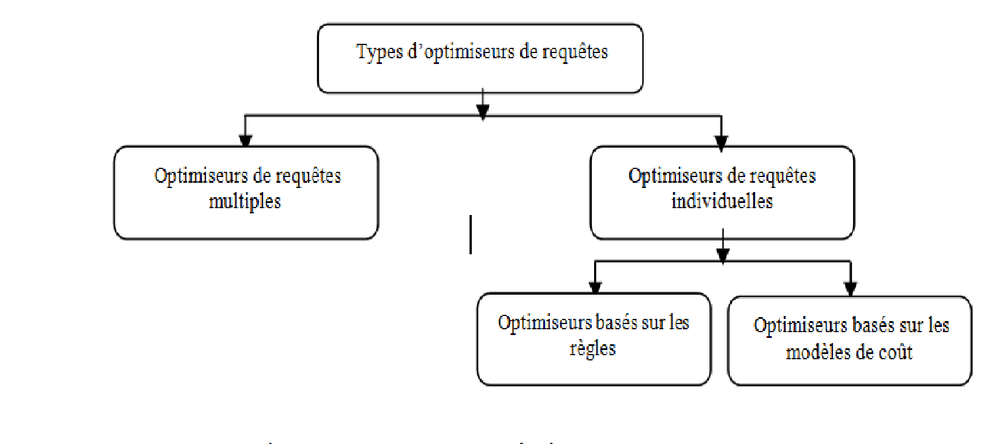 Types d’optimiseurs de requêtes
Optimiseurs de requêtes
multiples
Optimiseurs de requêtes
individuelles
Optimiseurs basés sur les
règles
Optimiseurs basés sur les
modèles de coût